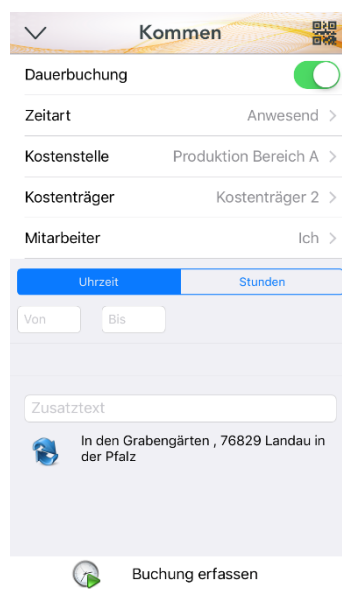 Kommen
Dauerbuchung
Zeitart Anwesend >
Kostenstelle Produktion Bereich A >
Kostenträger Kostenträger 2 >
Mitarbeiter Ich >
Uhrzeit Stunden
Von Bis
Zusatztext
In den Grabengärten , 76829 Landau in
der Pfalz
Buchung erfassen